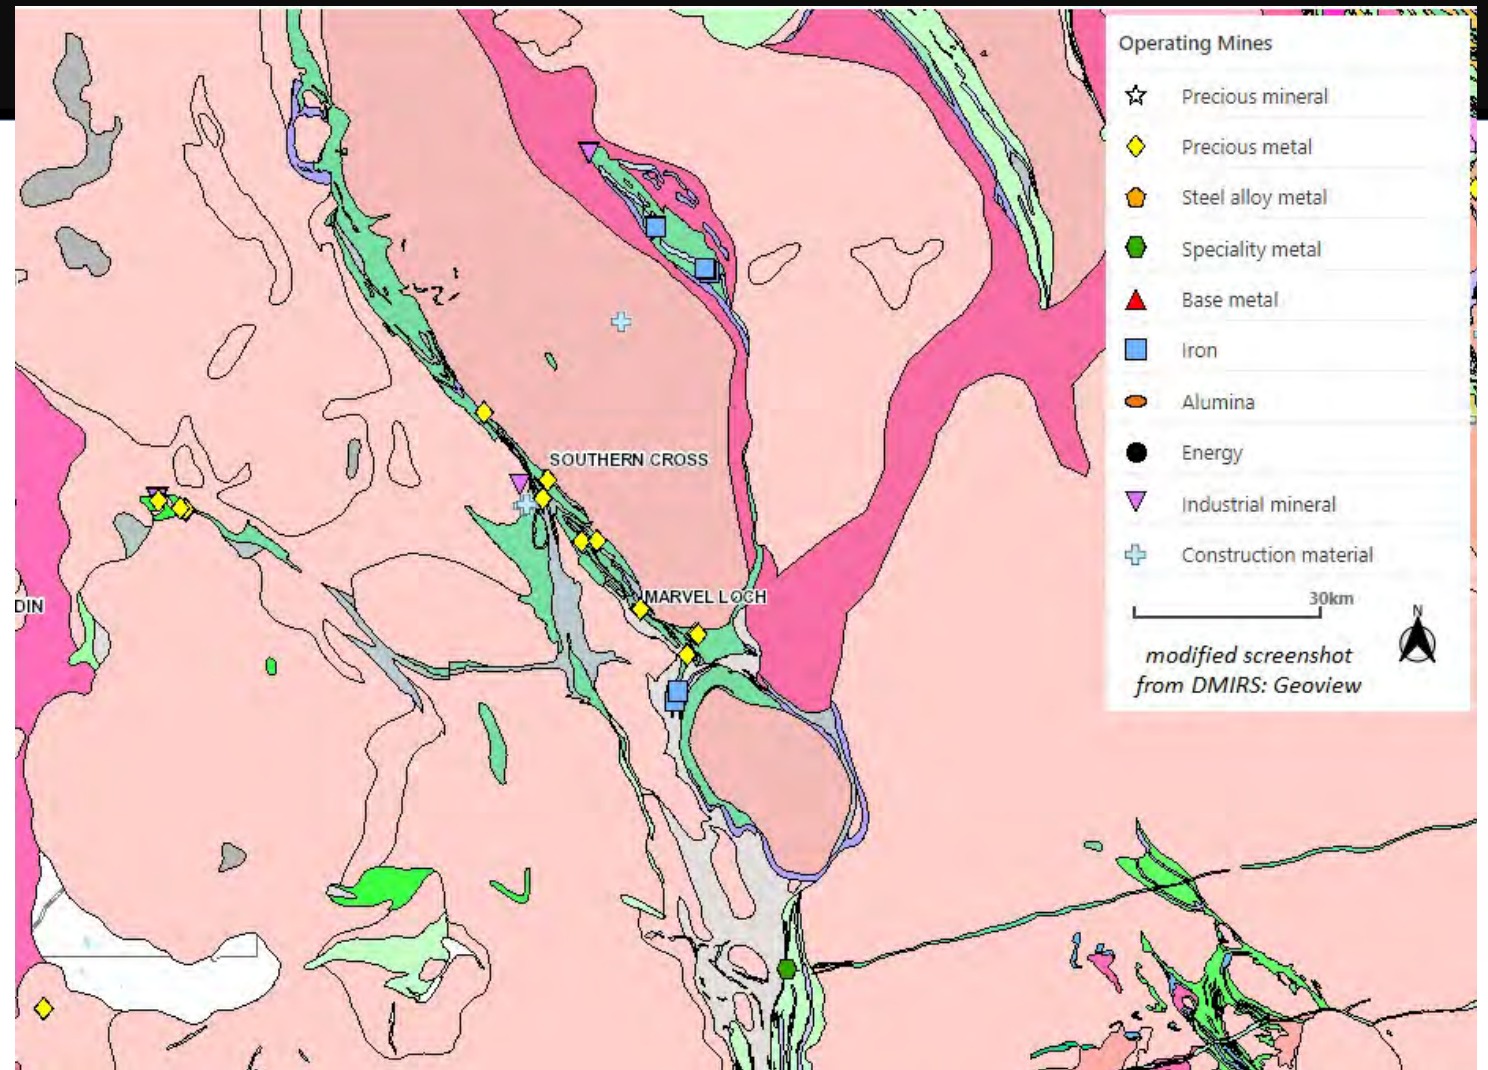 Operating Mines
Precious mineral
Precious metal
Steel alloy metal
Speciality metal
Base metal
Iron
Alumina
Energy
Industrial mineral
Construction material
30km
N
modified screenshot
from DMIRS: Geoview
SOUTHERN CROSS
MARVEL LOCH
DIN